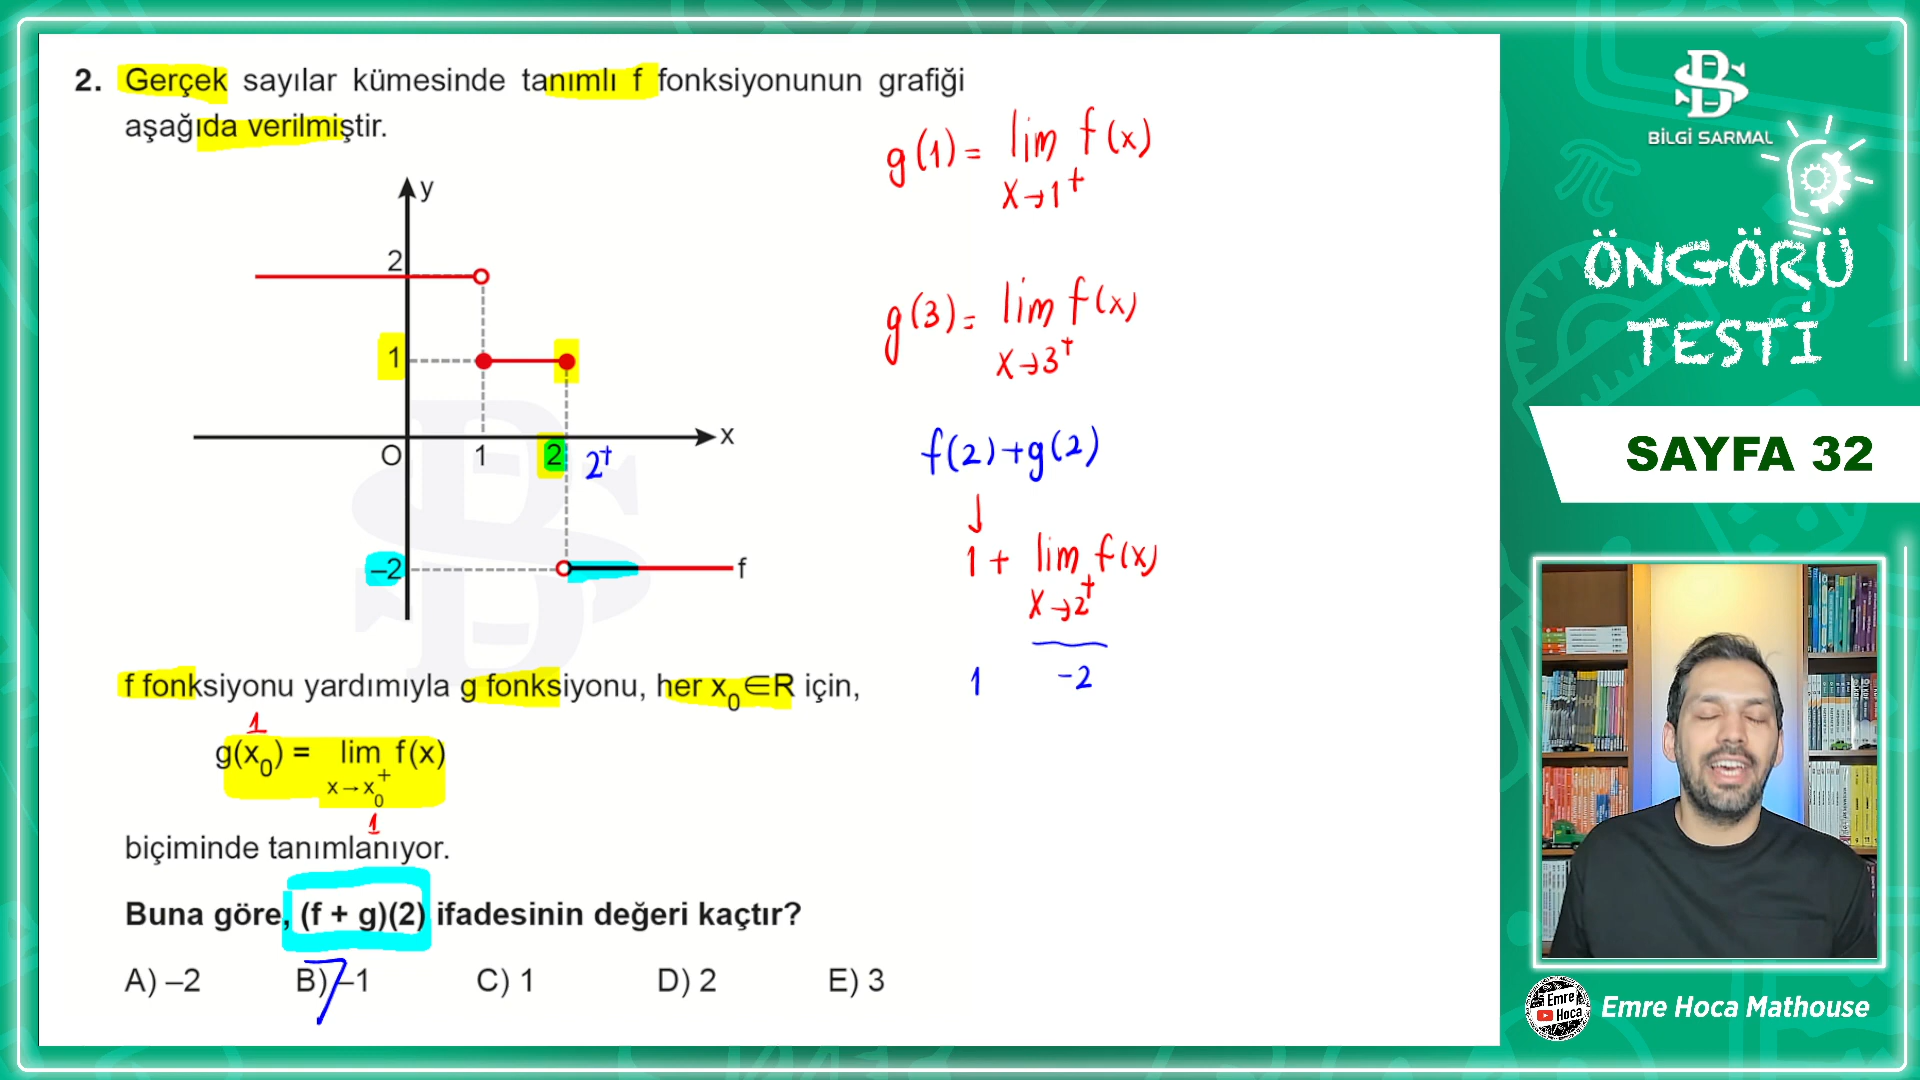 2. Gerçek sayılar kümesinde tanımlı f fonksiyonunun grafiği
aşağıda verilmiştir.
y
2
1
O
1
2
2⁺
x
–2
f
f fonksiyonu yardımıyla g fonksiyonu, her x₀∈R için,
1
g(x₀) = lim f(x)
x→x₀⁺
1
biçiminde tanımlanıyor.
Buna göre, (f + g)(2) ifadesinin değeri kaçtır?
A) –2 B) –1 C) 1 D) 2 E) 3
g(1) = lim f(x)
x→1⁺
g(3) = lim f(x)
x→3⁺
f(2)+g(2)
1 + lim f(x)
x→2⁺
1 -2
BİLGİ SARMAL
ÖNGÖRÜ
TESTİ
SAYFA 32
Emre
Hoca
Emre Hoca Mathouse